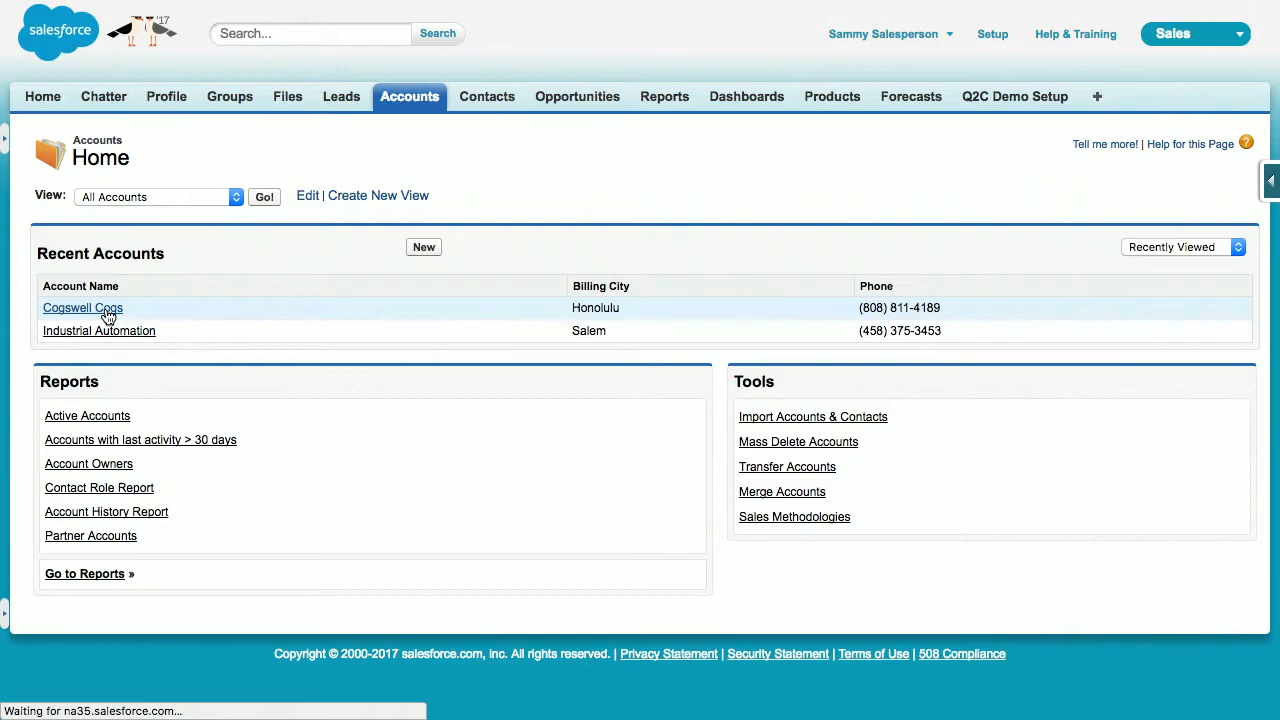 salesforce
'17
Search...
Search
Sammy Salesperson
Setup
Help & Training
Sales
Home Chatter Profile Groups Files Leads Accounts Contacts Opportunities Reports Dashboards Products Forecasts Q2C Demo Setup +
Accounts
Home
Tell me more! | Help for this Page ?
View: All Accounts Go! Edit | Create New View
Recent Accounts New Recently Viewed
Account Name Billing City Phone
Cogswell Cogs Honolulu (808) 811-4189
Industrial Automation Salem (458) 375-3453
Reports
Active Accounts
Accounts with last activity > 30 days
Account Owners
Contact Role Report
Account History Report
Partner Accounts
Go to Reports »
Tools
Import Accounts & Contacts
Mass Delete Accounts
Transfer Accounts
Merge Accounts
Sales Methodologies
Copyright © 2000-2017 salesforce.com, inc. All rights reserved. | Privacy Statement | Security Statement | Terms of Use | 508 Compliance
Waiting for na35.salesforce.com...